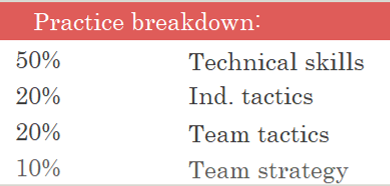 Practice breakdown:
50% Technical skills
20% Ind. tactics
20% Team tactics
10% Team strategy